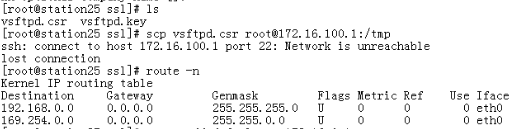 [root@station25 ssl]# ls
vsftpd.csr  vsftpd.key
[root@station25 ssl]# scp vsftpd.csr root@172.16.100.1:/tmp
ssh: connect to host 172.16.100.1 port 22: Network is unreachable
lost connection
[root@station25 ssl]# route -n
Kernel IP routing table
Destination     Gateway         Genmask         Flags Metric Ref    Use Iface
192.168.0.0     0.0.0.0         255.255.255.0   U     0      0        0 eth0
169.254.0.0     0.0.0.0         255.255.0.0     U     0      0        0 eth0